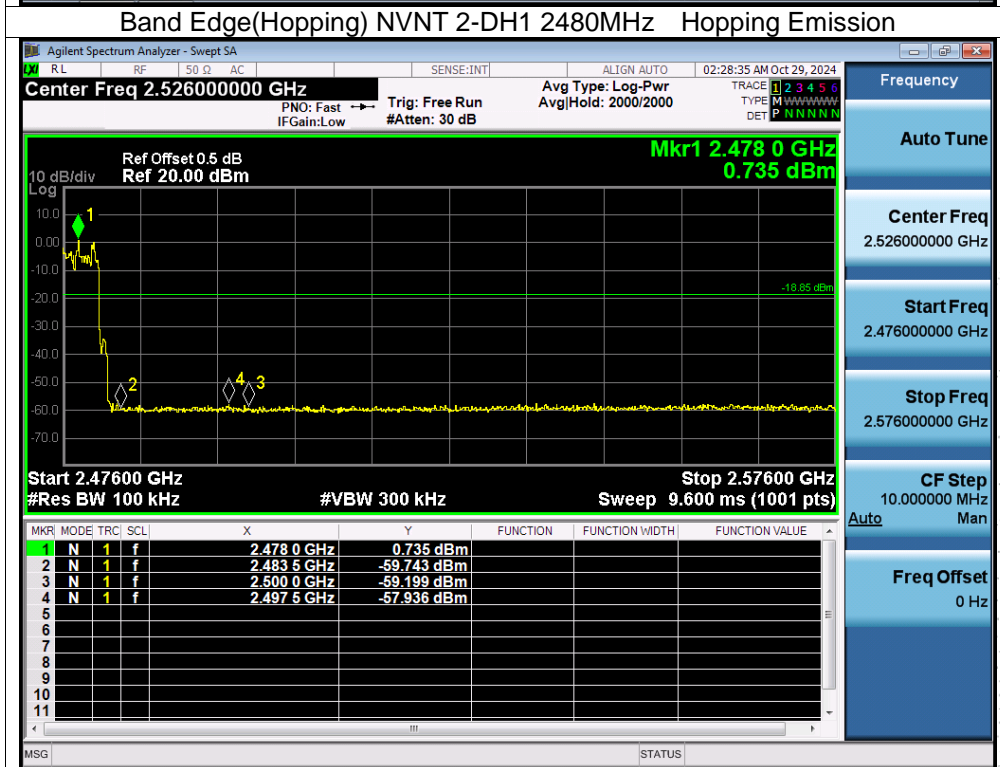 Band Edge(Hopping) NVNT 2-DH1 2480MHz Hopping Emission
Agilent Spectrum Analyzer - Swept SA
LXI RL RF 50 Ω AC SENSE:INT ALIGN AUTO 02:28:35 AM Oct 29, 2024
Center Freq 2.526000000 GHz
PNO: Fast
IFGain:Low
Trig: Free Run
#Atten: 30 dB
Avg Type: Log-Pwr
Avg|Hold: 2000/2000
TRACE 1 2 3 4 5 6
TYPE M WWWWW
DET P N N N N N
Frequency
Auto Tune
Center Freq
2.526000000 GHz
Start Freq
2.476000000 GHz
Stop Freq
2.576000000 GHz
CF Step
10.000000 MHz
Auto Man
Freq Offset
0 Hz
Mkr1 2.478 0 GHz
0.735 dBm
Ref Offset 0.5 dB
10 dB/div Ref 20.00 dBm
Log
10.0
0.00
-10.0
-20.0
-30.0
-40.0
-50.0
-60.0
-70.0
1
-18.85 dBm
2
4
3
Start 2.47600 GHz Stop 2.57600 GHz
#Res BW 100 kHz #VBW 300 kHz Sweep 9.600 ms (1001 pts)
MKR MODE TRC SCL X Y FUNCTION FUNCTION WIDTH FUNCTION VALUE
1 N 1 f 2.478 0 GHz 0.735 dBm
2 N 1 f 2.483 5 GHz -59.743 dBm
3 N 1 f 2.500 0 GHz -59.199 dBm
4 N 1 f 2.497 5 GHz -57.936 dBm
5
6
7
8
9
10
11
MSG STATUS